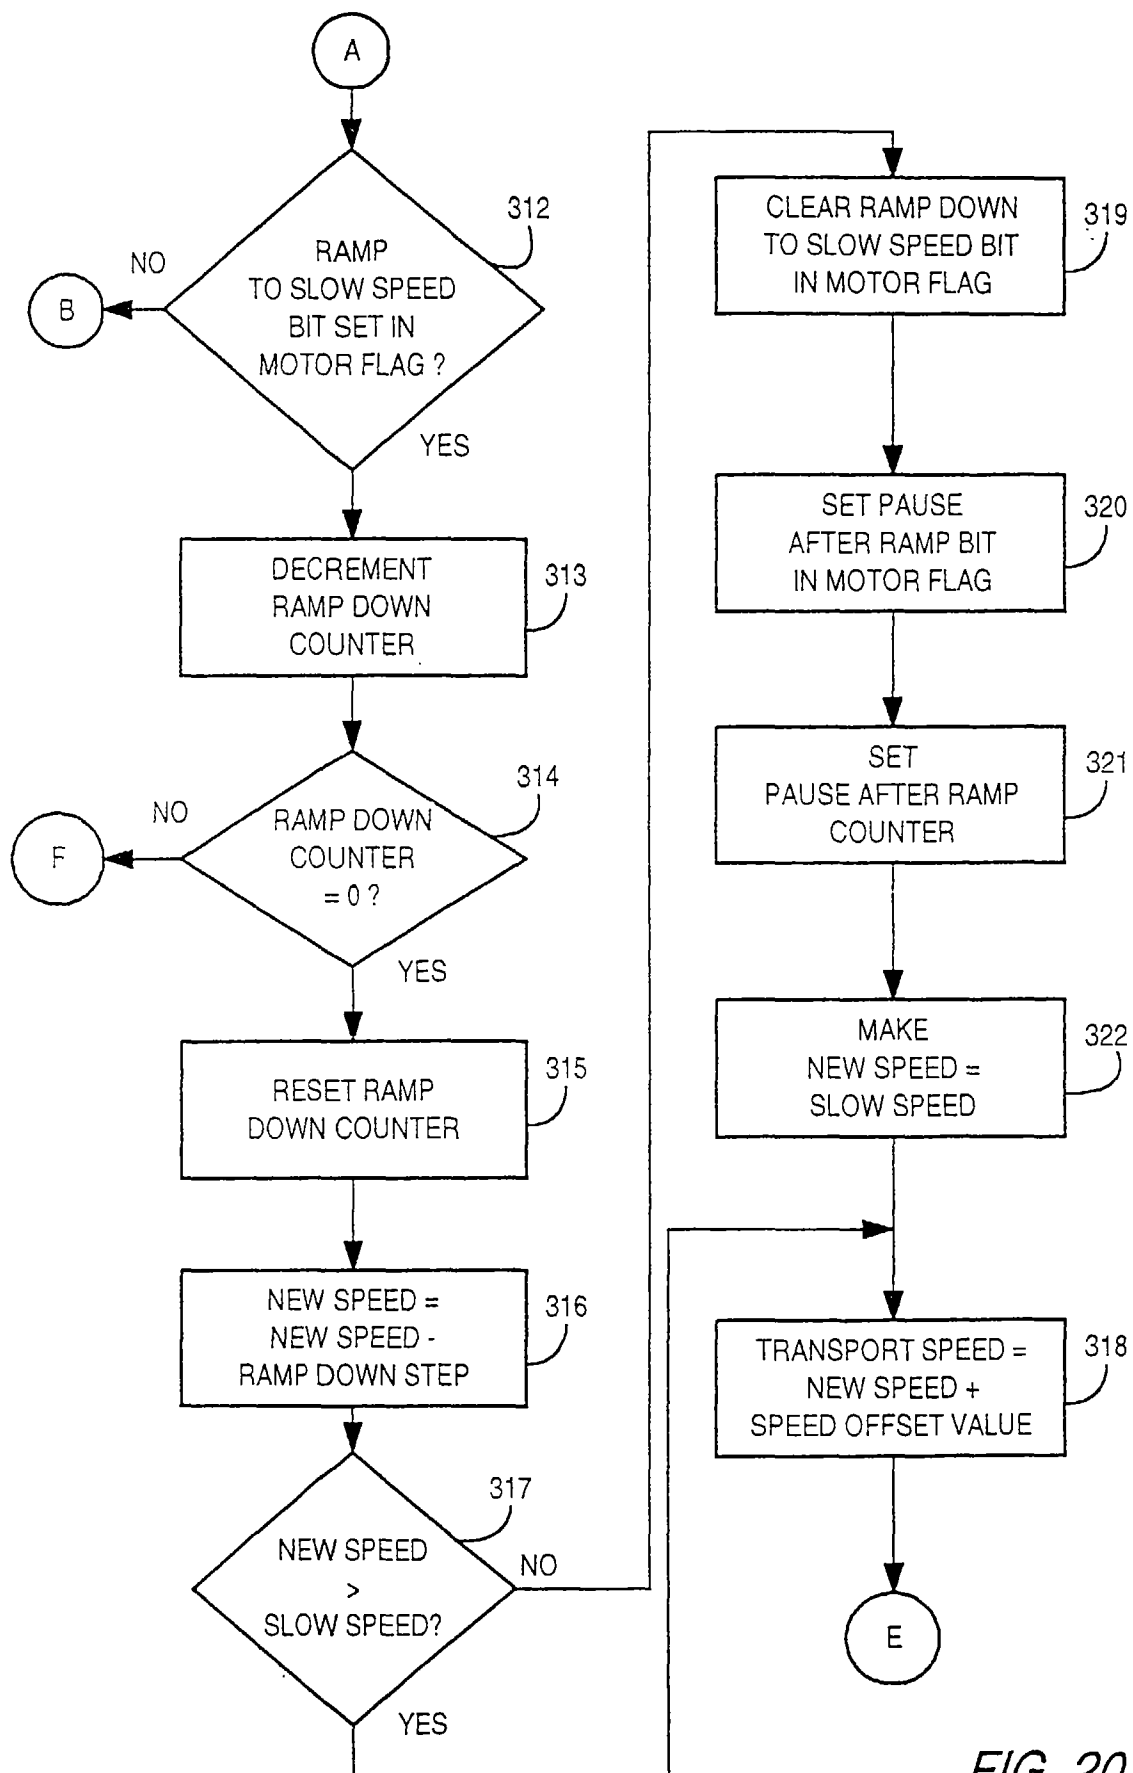 A
312
RAMP
TO SLOW SPEED
BIT SET IN
MOTOR FLAG ?
NO
B
YES
DECREMENT
RAMP DOWN
COUNTER
313
314
RAMP DOWN
COUNTER
= 0 ?
NO
F
YES
RESET RAMP
DOWN COUNTER
315
NEW SPEED =
NEW SPEED -
RAMP DOWN STEP
316
317
NEW SPEED
>
SLOW SPEED?
NO
YES
CLEAR RAMP DOWN
TO SLOW SPEED BIT
IN MOTOR FLAG
319
SET PAUSE
AFTER RAMP BIT
IN MOTOR FLAG
320
SET
PAUSE AFTER RAMP
COUNTER
321
MAKE
NEW SPEED =
SLOW SPEED
322
TRANSPORT SPEED =
NEW SPEED +
SPEED OFFSET VALUE
318
E
FIG. 20